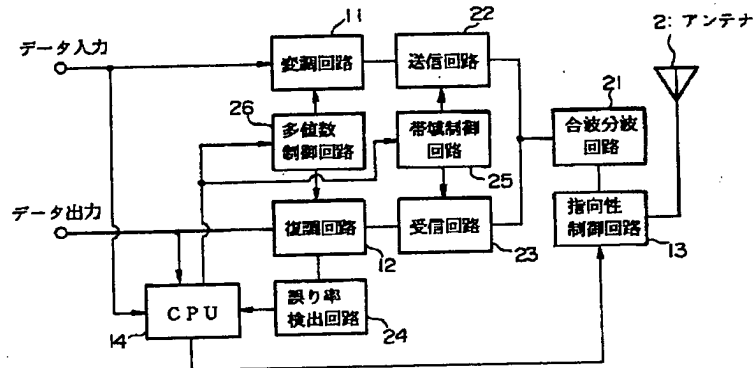 11
22
2: アンテナ
データ入力
変調回路
送信回路
21
26
多値数
制御回路
帯域制御
回路
25
合波分波
回路
データ出力
復調回路
12
受信回路
23
指向性
制御回路
13
CPU
14
誤り率
検出回路
24